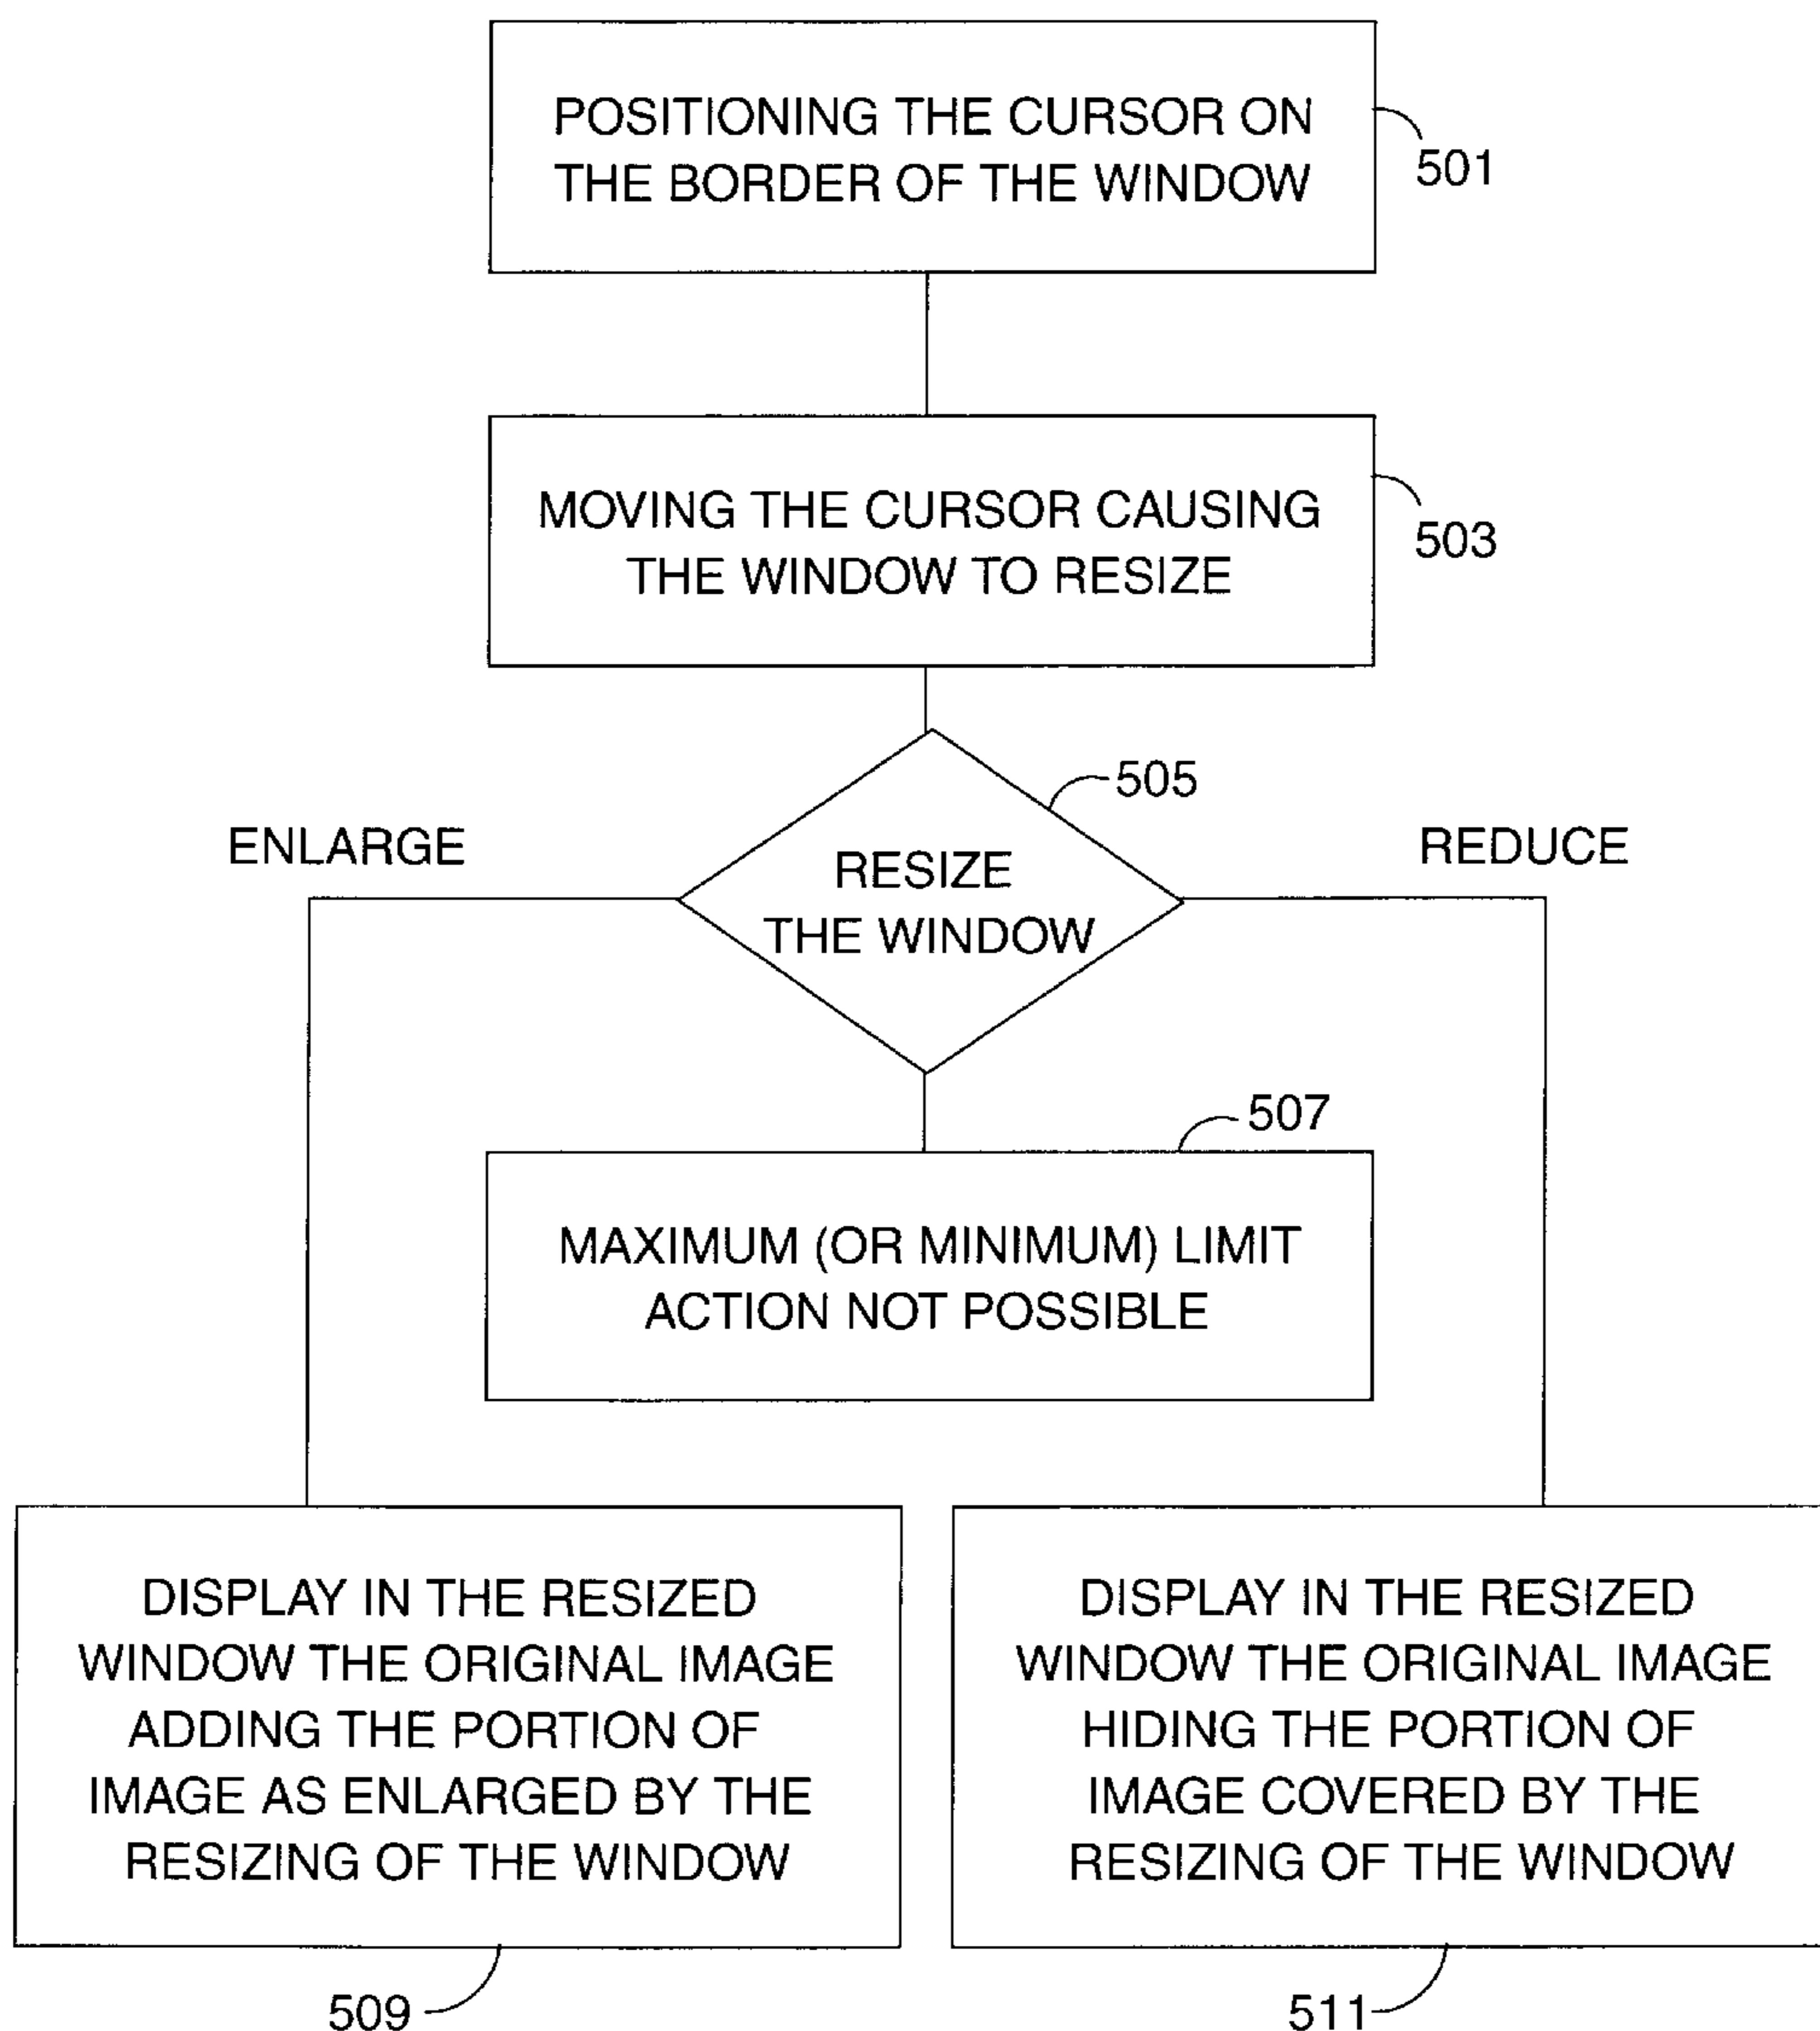 POSITIONING THE CURSOR ON
THE BORDER OF THE WINDOW
501
MOVING THE CURSOR CAUSING
THE WINDOW TO RESIZE
503
505
ENLARGE
RESIZE
THE WINDOW
REDUCE
507
MAXIMUM (OR MINIMUM) LIMIT
ACTION NOT POSSIBLE
DISPLAY IN THE RESIZED
WINDOW THE ORIGINAL IMAGE
ADDING THE PORTION OF
IMAGE AS ENLARGED BY THE
RESIZING OF THE WINDOW
509
DISPLAY IN THE RESIZED
WINDOW THE ORIGINAL IMAGE
HIDING THE PORTION OF
IMAGE COVERED BY THE
RESIZING OF THE WINDOW
511